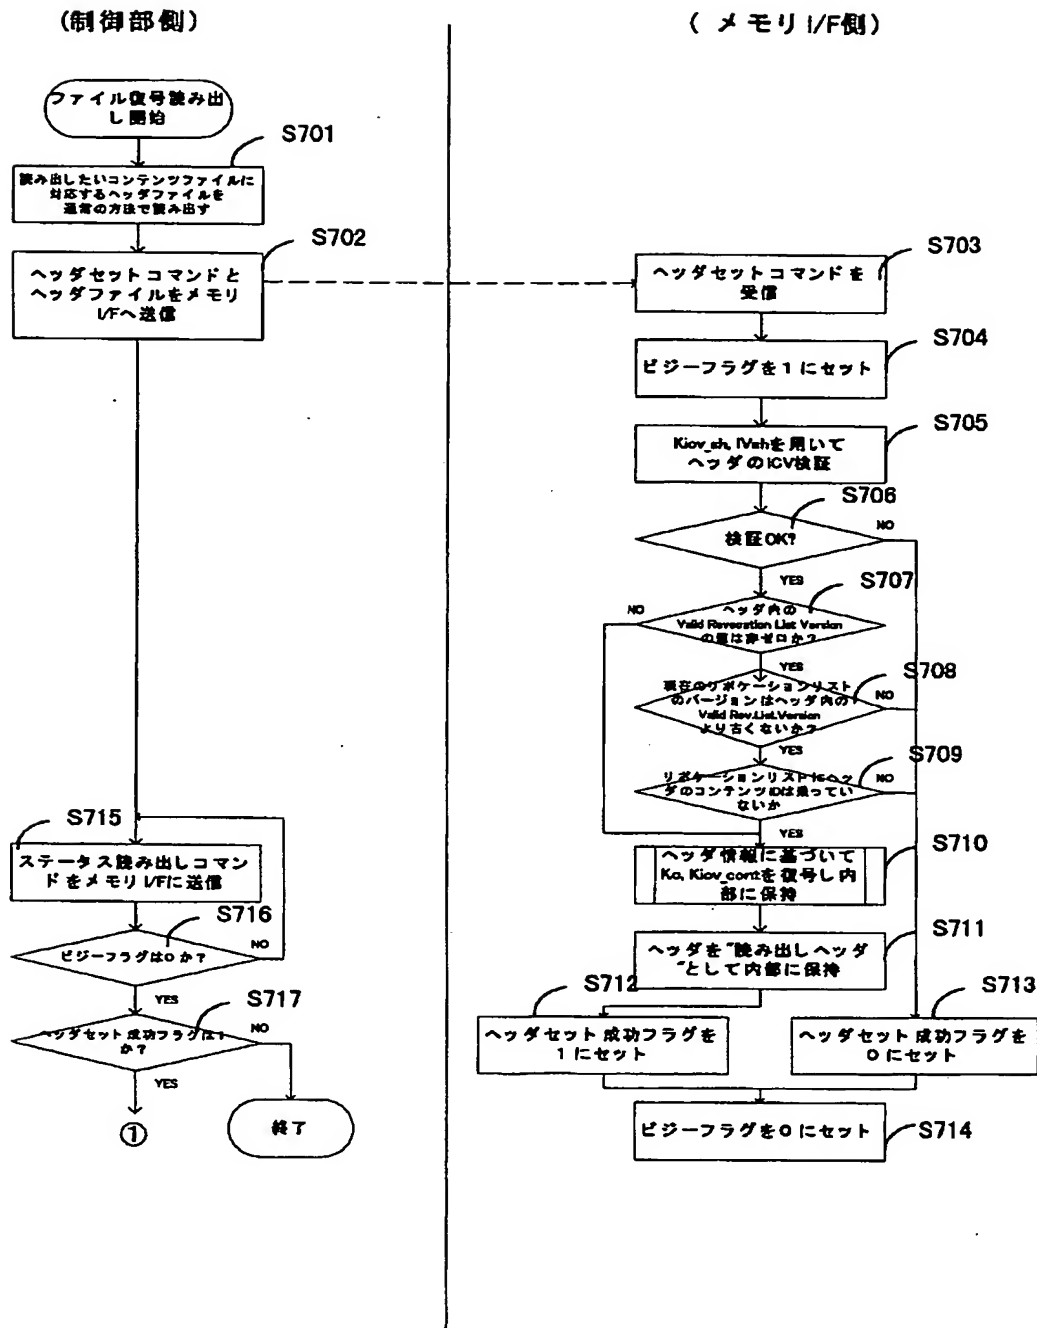 (制御部側)
( メモリI/F側)
ファイル復号読み出
し開始
S701
読み出したいコンテンツファイルに
対応するヘッダファイルを
通常の方法で読み出す
S702
ヘッダセットコマンドと
ヘッダファイルをメモリ
I/Fへ送信
S703
ヘッダセットコマンドを
受信
S704
ビジーフラグを1にセット
S705
Kicv_sh, IVshを用いて
ヘッダのICV検証
S706
検証OK?
NO
YES
S707
ヘッダ内の
Valid Revocation List Version
の値は非ゼロか?
NO
YES
S708
現在のリボケーションリスト
のバージョンはヘッダ内の
Valid Rev.List.Version
より古くないか?
NO
YES
S709
リボケーションリストにヘッ
ダのコンテンツIDは乗ってい
ないか
NO
YES
S710
ヘッダ情報に基づいて
Kc, Kicv_contを復号し内
部に保持
S711
ヘッダを"読み出しヘッダ
"として内部に保持
S712
ヘッダセット成功フラグを
1にセット
S713
ヘッダセット成功フラグを
0にセット
ビジーフラグを0にセット
S714
S715
ステータス読み出しコマン
ドをメモリI/Fに送信
S716
ビジーフラグは0か?
NO
YES
S717
ヘッダセット成功フラグは1
か?
NO
YES
①
終了